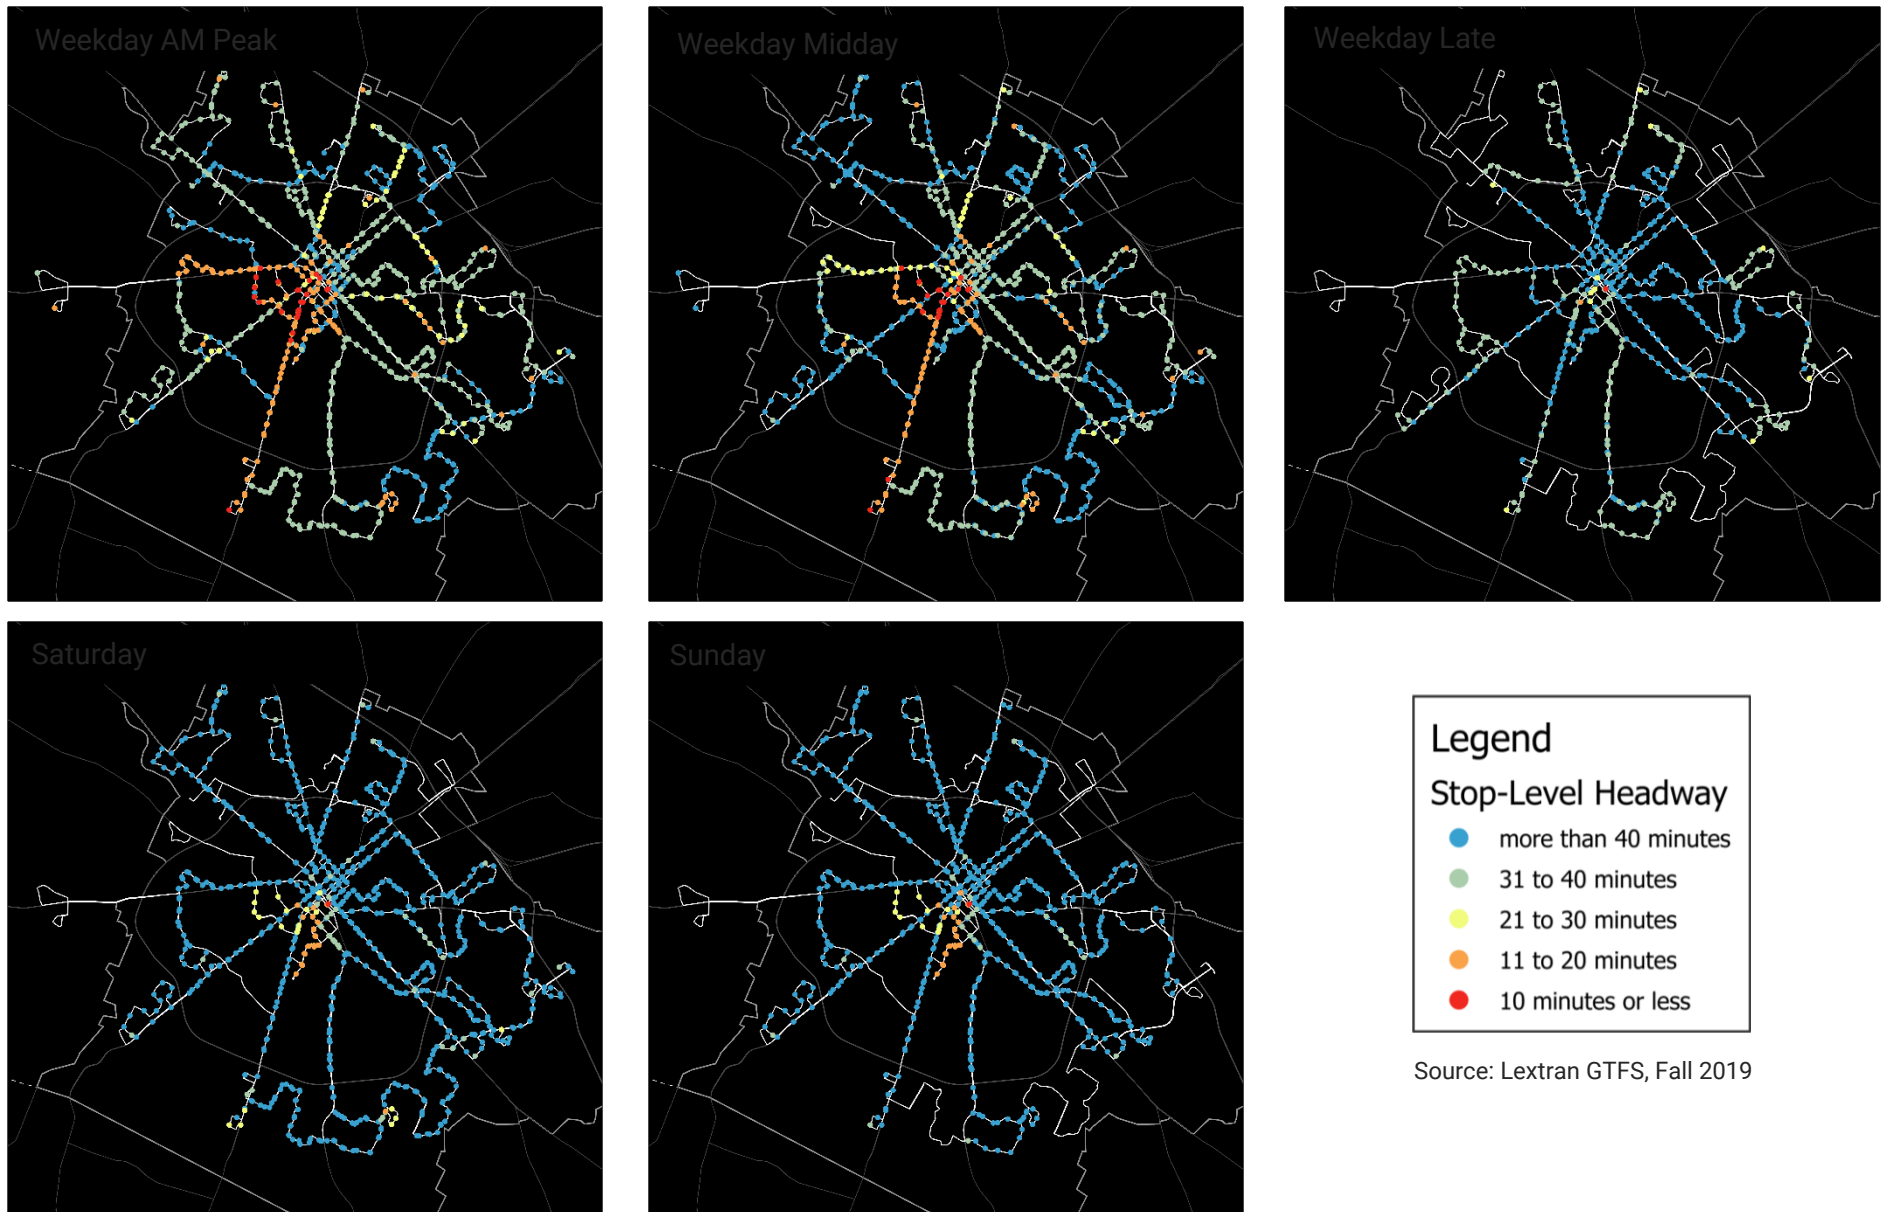 Weekday AM Peak
Weekday Midday
Weekday Late
Saturday
Sunday
Legend
Stop-Level Headway
more than 40 minutes
31 to 40 minutes
21 to 30 minutes
11 to 20 minutes
10 minutes or less
Source: Lextran GTFS, Fall 2019